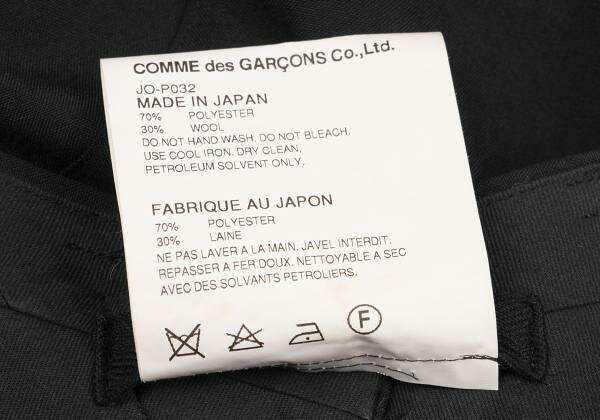 COMME des GARÇONS Co.,Ltd.
JO-P032
MADE IN JAPAN
70% POLYESTER
30% WOOL
DO NOT HAND WASH. DO NOT BLEACH.
USE COOL IRON. DRY CLEAN,
PETROLEUM SOLVENT ONLY.
FABRIQUE AU JAPON
70% POLYESTER
30% LAINE
NE PAS LAVER A LA MAIN. JAVEL INTERDIT.
REPASSER A FER DOUX. NETTOYABLE A SEC
AVEC DES SOLVANTS PETROLIERS.
F